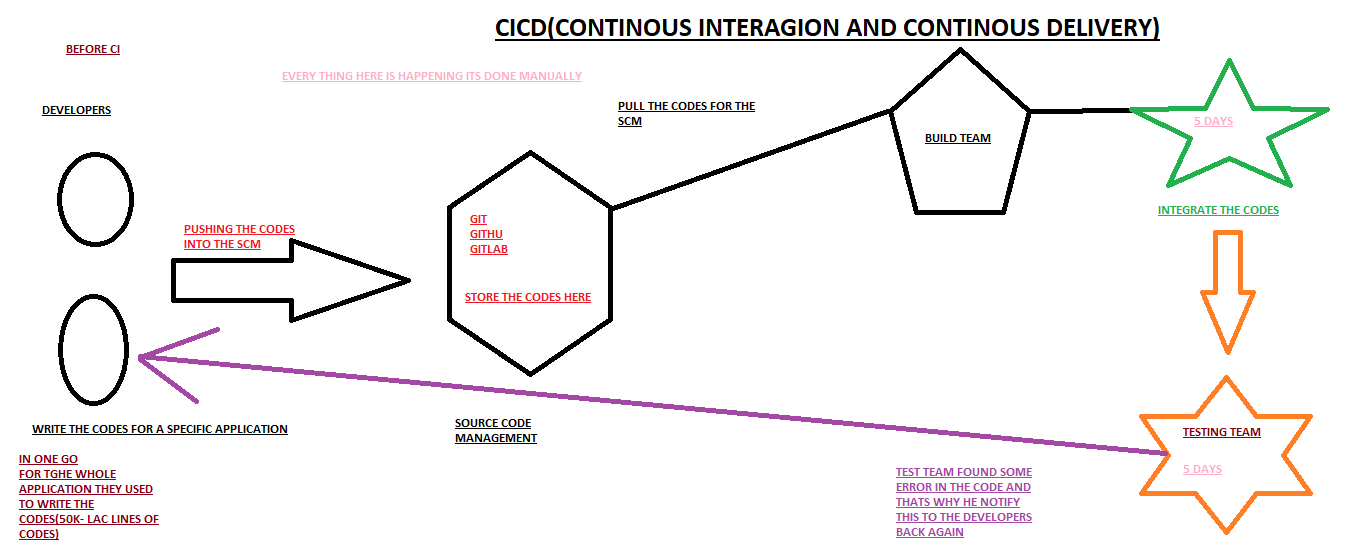 CICD(CONTINOUS INTERAGION AND CONTINOUS DELIVERY)
BEFORE CI
EVERY THING HERE IS HAPPENING ITS DONE MANUALLY
DEVELOPERS
PULL THE CODES FOR THE
SCM
BUILD TEAM
5 DAYS
INTEGRATE THE CODES
PUSHING THE CODES
INTO THE SCM
GIT
GITHU
GITLAB
STORE THE CODES HERE
WRITE THE CODES FOR A SPECIFIC APPLICATION
SOURCE CODE
MANAGEMENT
TESTING TEAM
5 DAYS
IN ONE GO
FOR TGHE WHOLE
APPLICATION THEY USED
TO WRITE THE
CODES(50K- LAC LINES OF
CODES)
TEST TEAM FOUND SOME
ERROR IN THE CODE AND
THATS WHY HE NOTIFY
THIS TO THE DEVELOPERS
BACK AGAIN